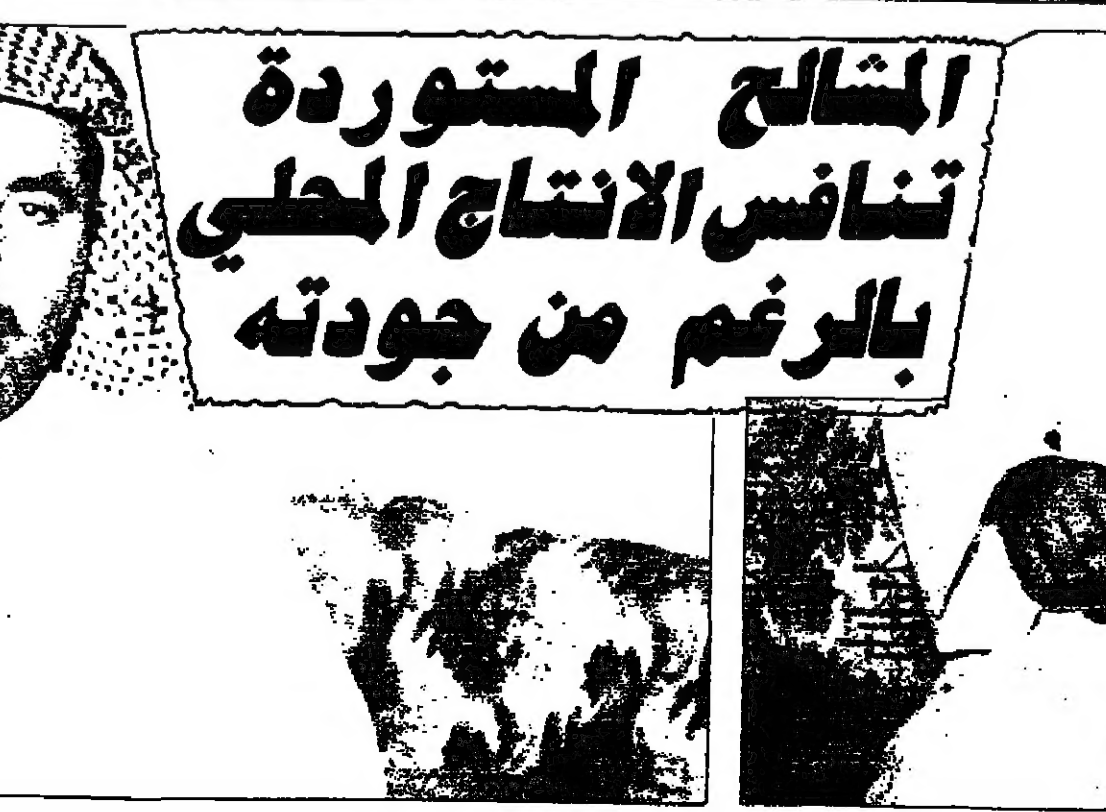 المشالح المستوردة
تنافس الانتاج المحلي
بالرغم من جودته